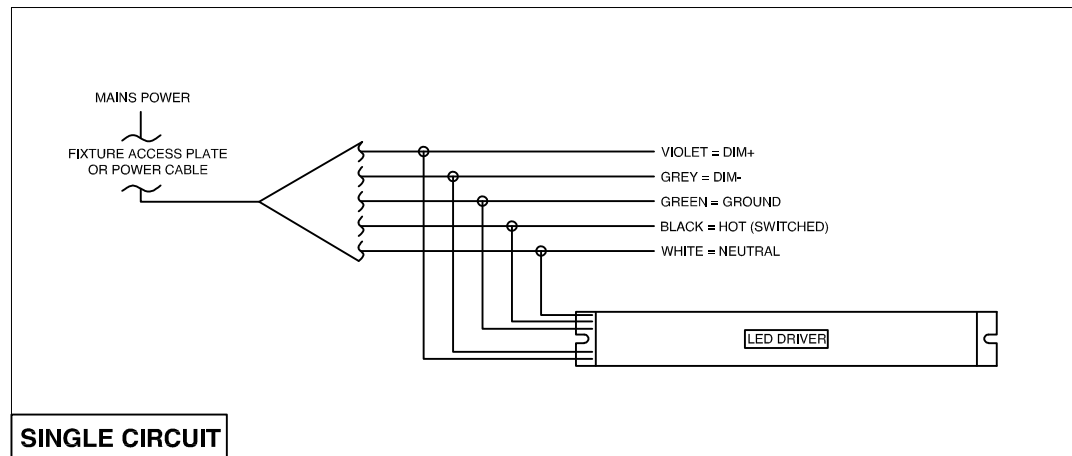 MAINS POWER
FIXTURE ACCESS PLATE
OR POWER CABLE
VIOLET = DIM+
GREY = DIM-
GREEN = GROUND
BLACK = HOT (SWITCHED)
WHITE = NEUTRAL
LED DRIVER
SINGLE CIRCUIT